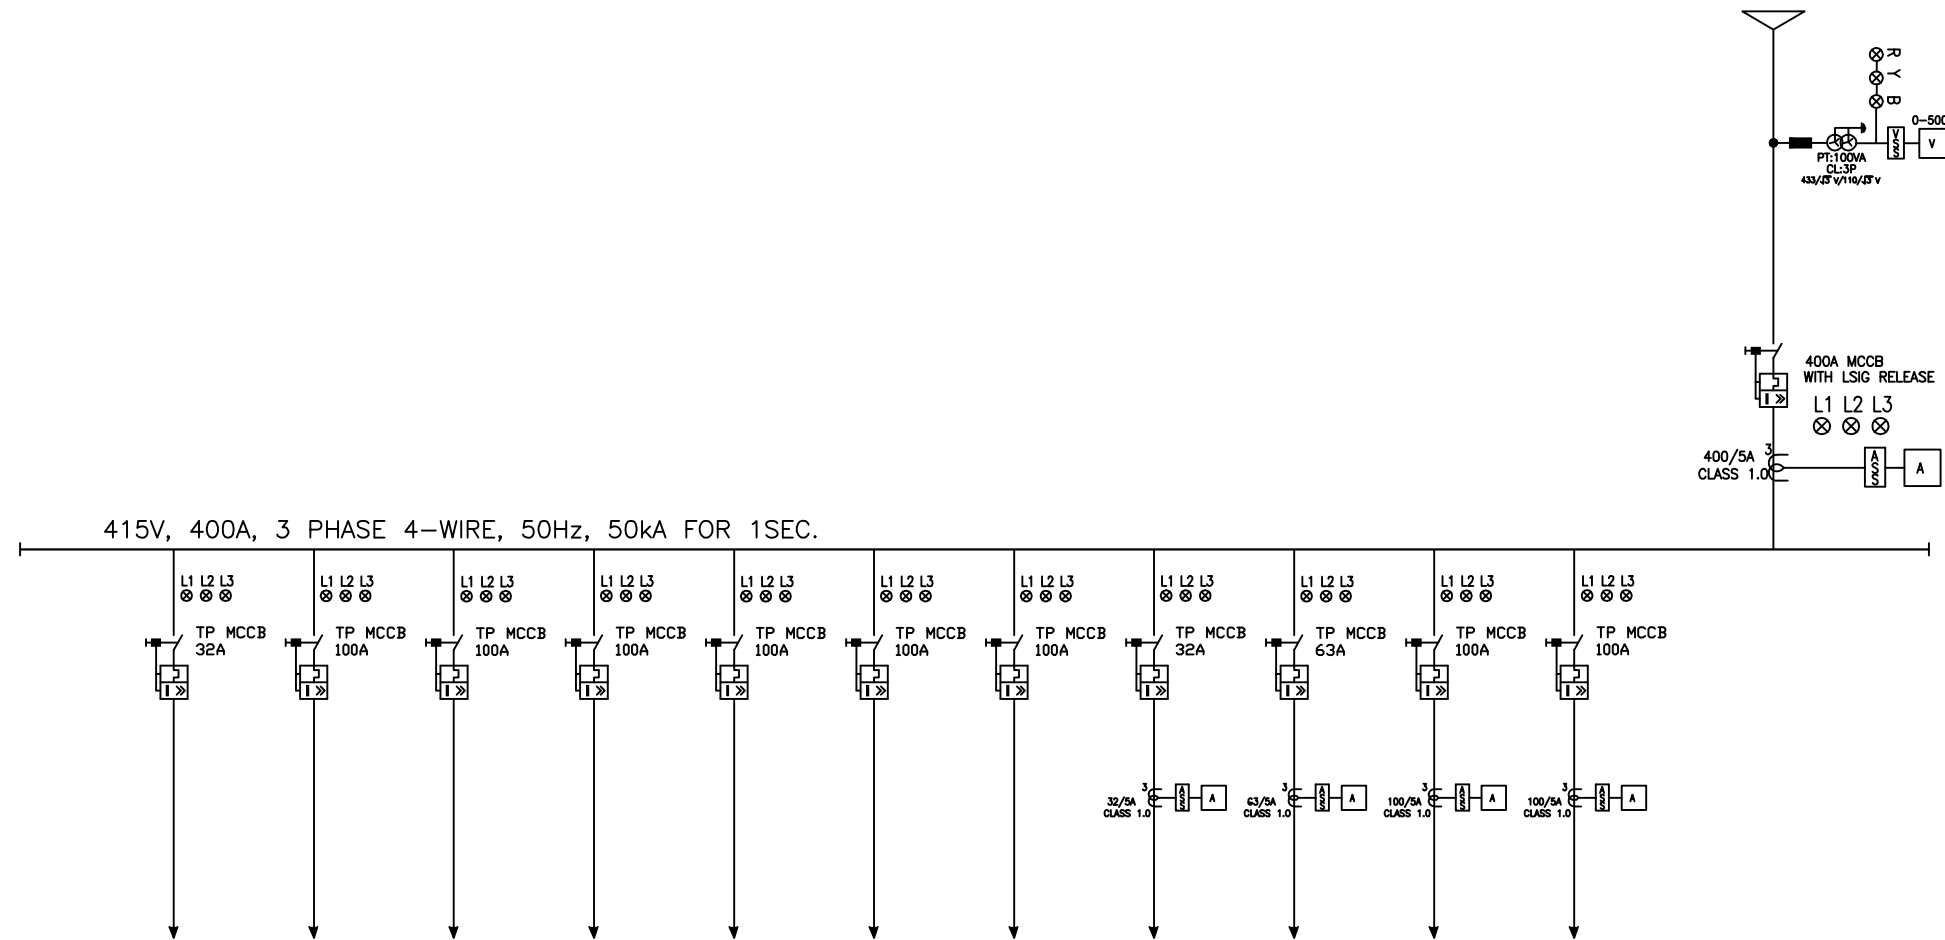 R
Y
B
0-500
V
S
S
V
PT:100VA
CL:3P
433/√3 V/110/√3 V
400A MCCB
WITH LSIG RELEASE
I »
L1 L2 L3
3
400/5A
CLASS 1.0
A
S
S
A
415V, 400A, 3 PHASE 4-WIRE, 50Hz, 50kA FOR 1SEC.
L1 L2 L3
TP MCCB
32A
I »
L1 L2 L3
TP MCCB
100A
I »
L1 L2 L3
TP MCCB
100A
I »
L1 L2 L3
TP MCCB
100A
I »
L1 L2 L3
TP MCCB
100A
I »
L1 L2 L3
TP MCCB
100A
I »
L1 L2 L3
TP MCCB
100A
I »
L1 L2 L3
TP MCCB
32A
I »
3
32/5A
CLASS 1.0
A
S
S
A
L1 L2 L3
TP MCCB
63A
I »
3
63/5A
CLASS 1.0
A
S
S
A
L1 L2 L3
TP MCCB
100A
I »
3
100/5A
CLASS 1.0
A
S
S
A
L1 L2 L3
TP MCCB
100A
I »
3
100/5A
CLASS 1.0
A
S
S
A